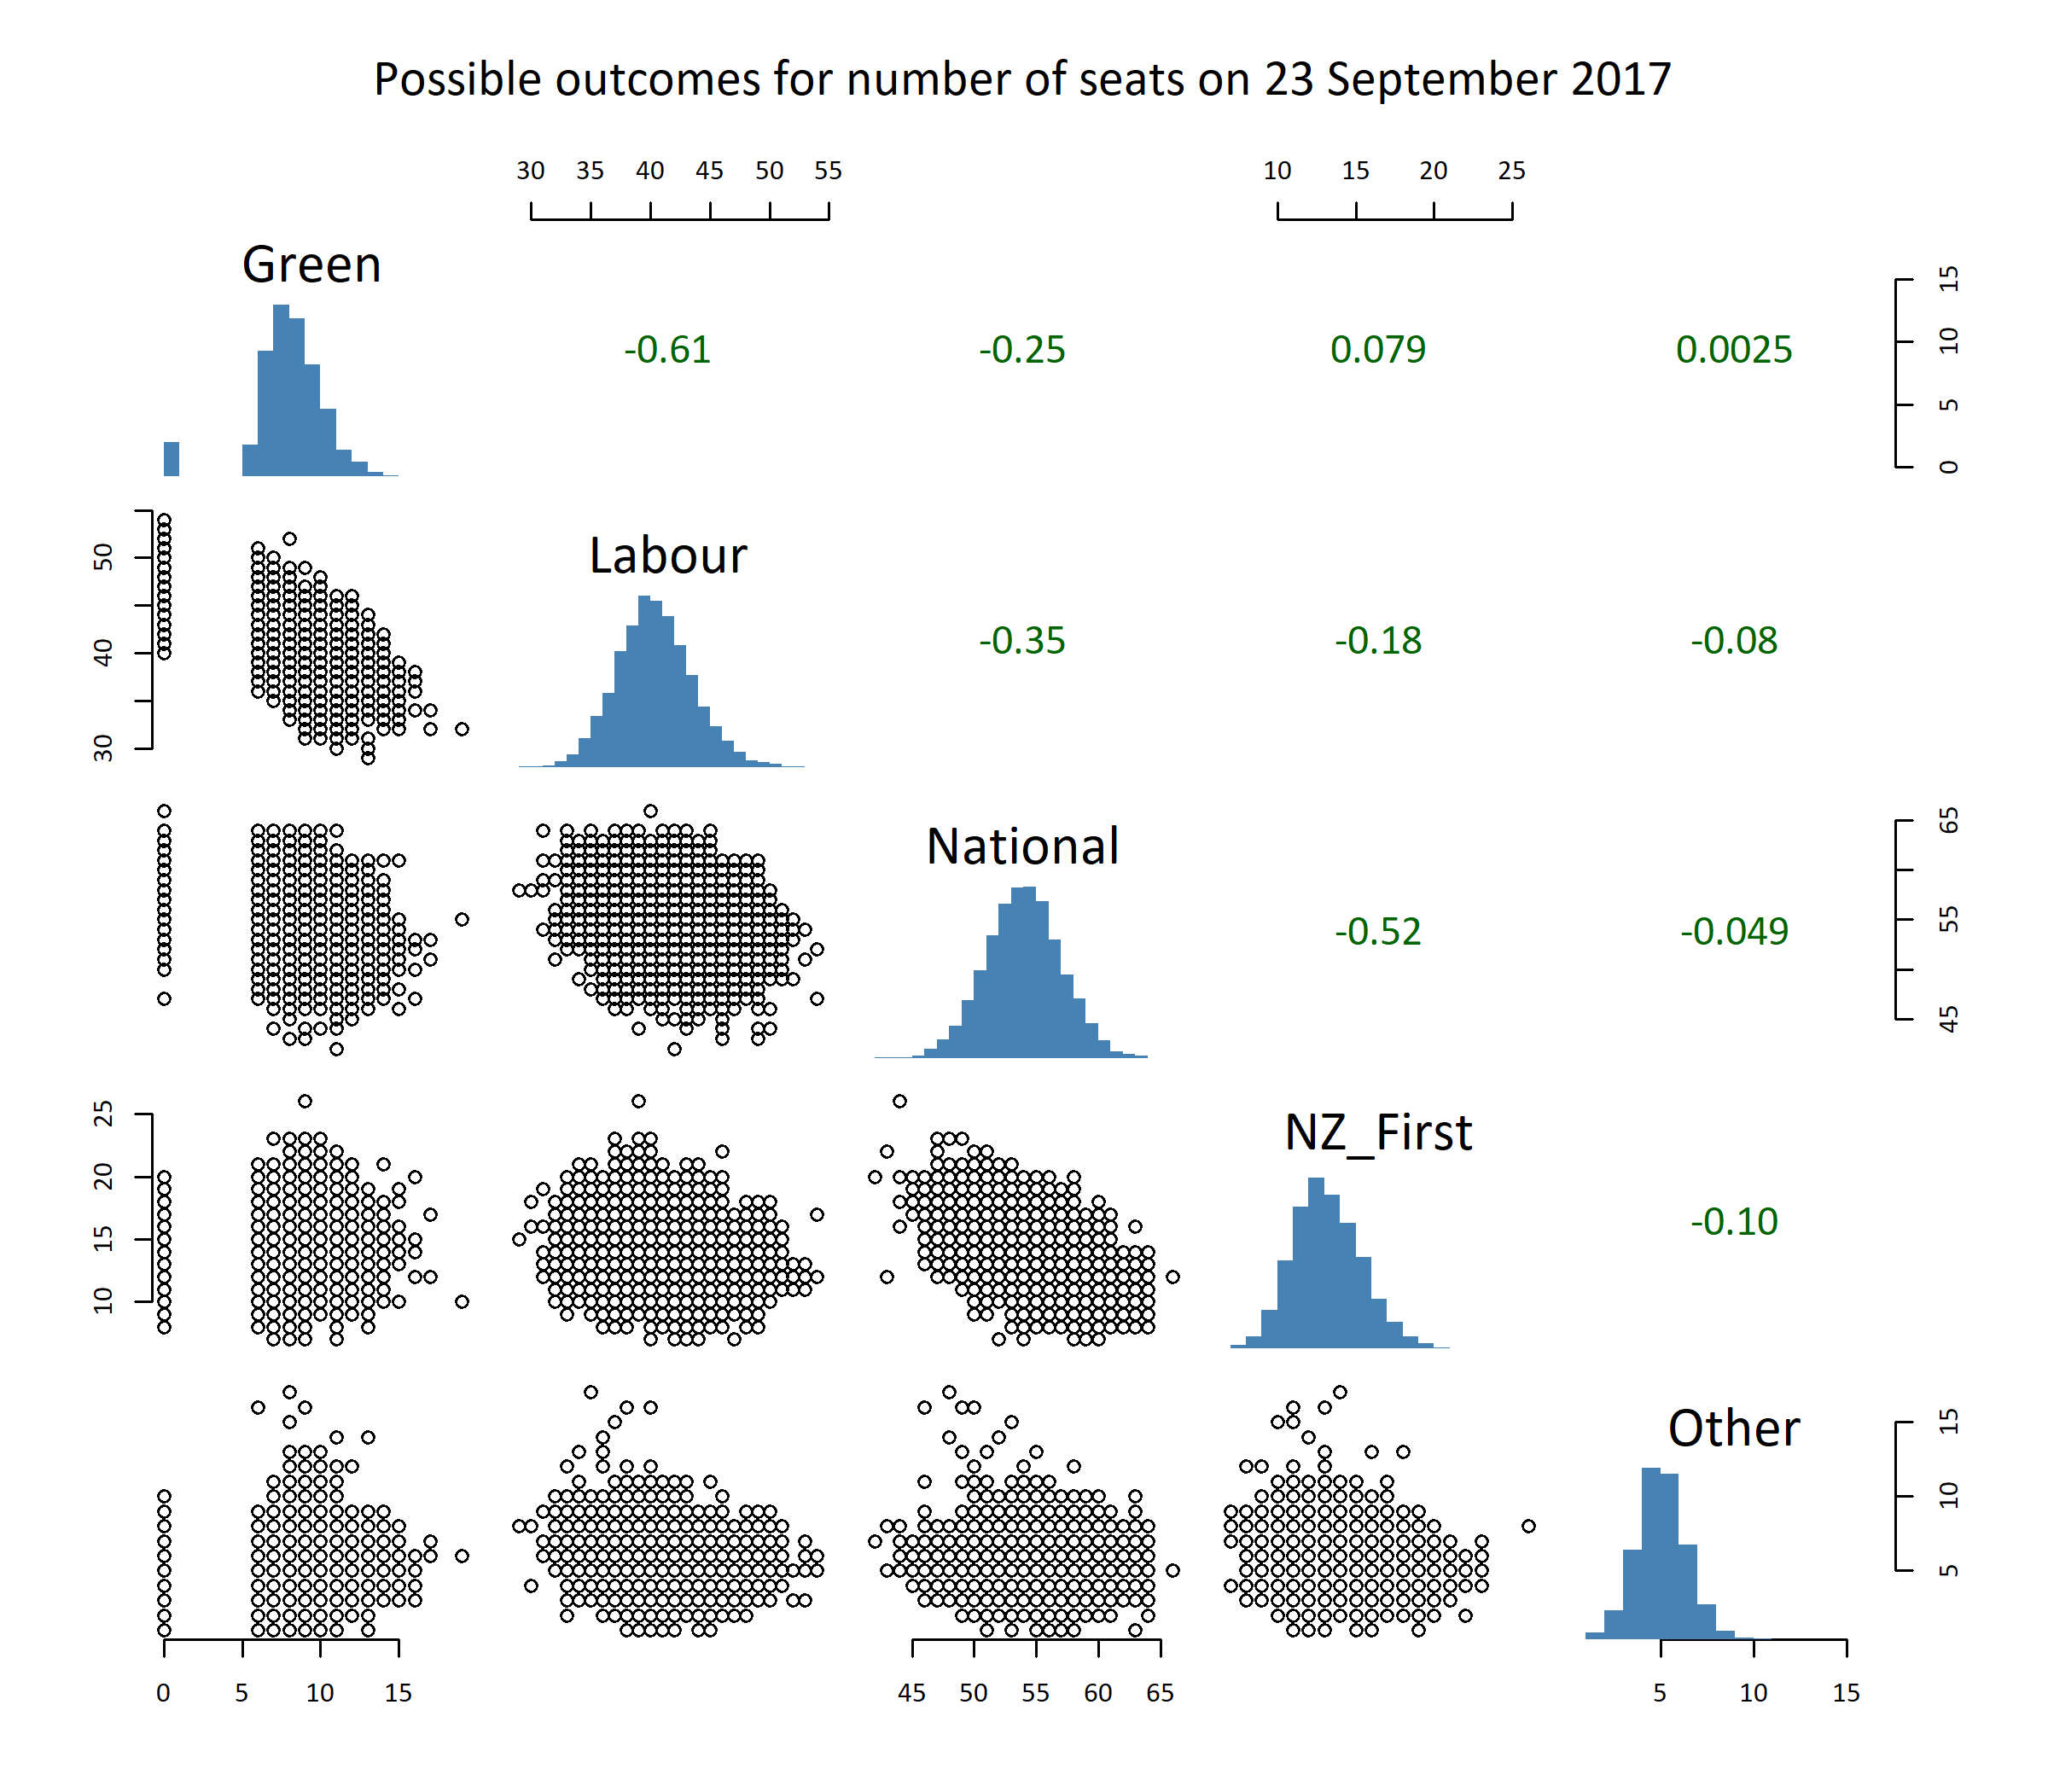 Possible outcomes for number of seats on 23 September 2017
30 35 40 45 50 55
10 15 20 25
Green
-0.61
-0.25
0.079
0.0025
0 5 10 15
30 40 50
Labour
-0.35
-0.18
-0.08
National
-0.52
-0.049
45 55 65
10 15 20 25
NZ_First
-0.10
Other
5 10 15
0 5 10 15
45 50 55 60 65
5 10 15